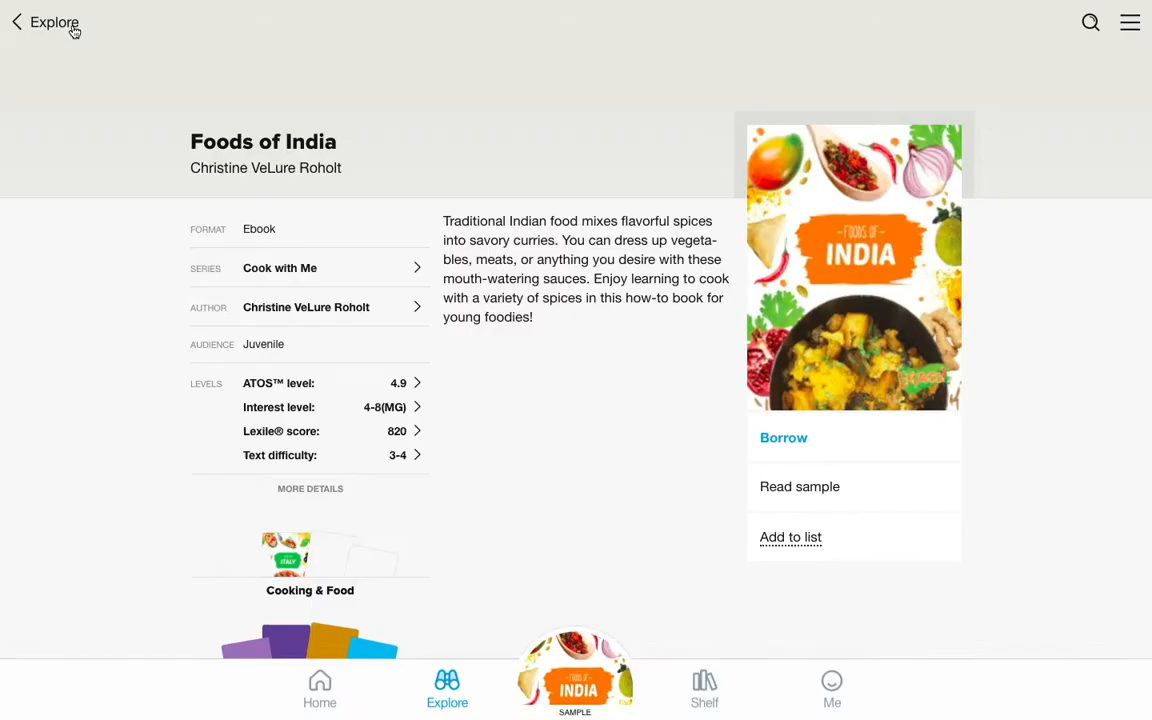 Explore
Foods of India
Christine VeLure Roholt
FORMAT Ebook
SERIES Cook with Me
AUTHOR Christine VeLure Roholt
AUDIENCE Juvenile
LEVELS ATOS™ level: 4.9
Interest level: 4-8(MG)
Lexile® score: 820
Text difficulty: 3-4
MORE DETAILS
ITALY
Cooking & Food
Traditional Indian food mixes flavorful spices
into savory curries. You can dress up vegeta-
bles, meats, or anything you desire with these
mouth-watering sauces. Enjoy learning to cook
with a variety of spices in this how-to book for
young foodies!
-FOODS OF-
INDIA
Borrow
Read sample
Add to list
Home
Explore
-FOODS OF-
INDIA
SAMPLE
Shelf
Me